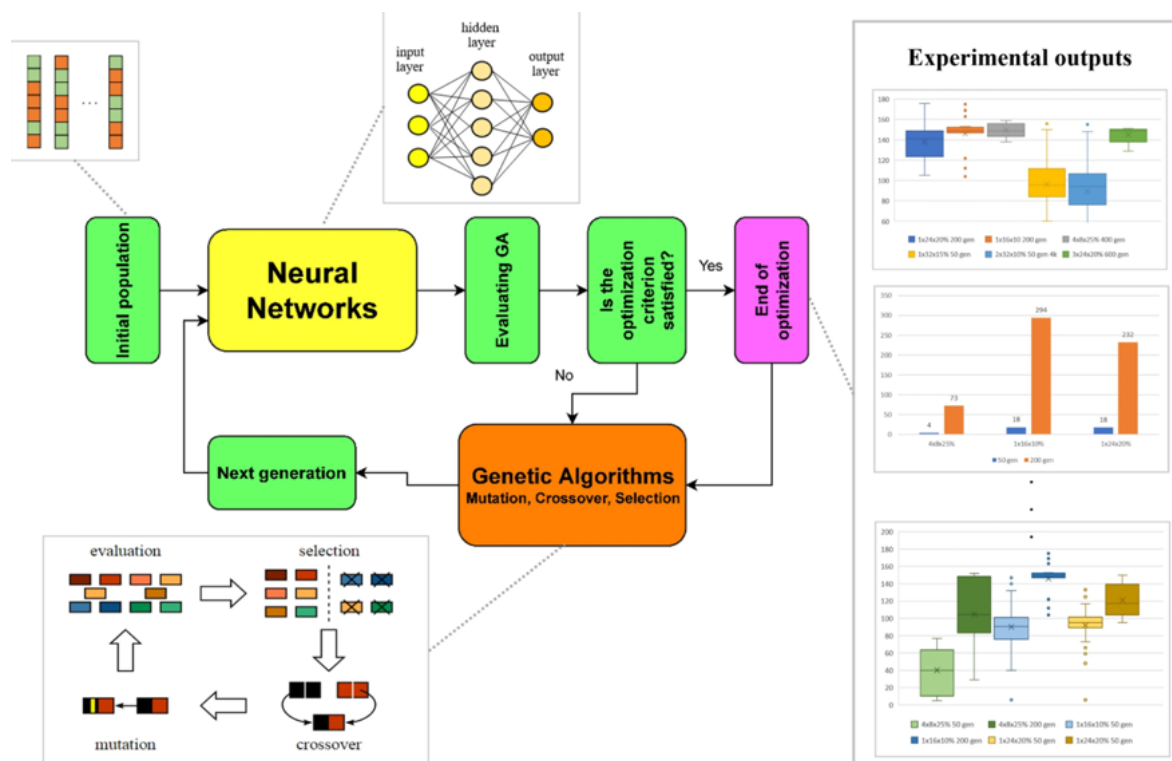 hidden
layer
input
layer
output
layer
Initial population
Neural
Networks
Evaluating GA
Is the
optimization
criterion
satisfied?
Yes
End of
optimization
No
Next generation
Genetic Algorithms
Mutation, Crossover, Selection
evaluation
selection
mutation
crossover
Experimental outputs
180
160
140
120
100
80
60
1x24x20% 200 gen
1x16x10 200 gen
4x8x25% 400 gen
1x32x15% 50 gen
2x32x10% 50 gen 4k
3x24x20% 600 gen
350
300
250
200
150
100
50
0
4
73
18
294
18
232
4x8x25%
1x16x10%
1x24x20%
50 gen
200 gen
200
180
160
140
120
100
80
60
40
20
0
4x8x25% 50 gen
4x8x25% 200 gen
1x16x10% 50 gen
1x16x10% 200 gen
1x24x20% 50 gen
1x24x20% 50 gen